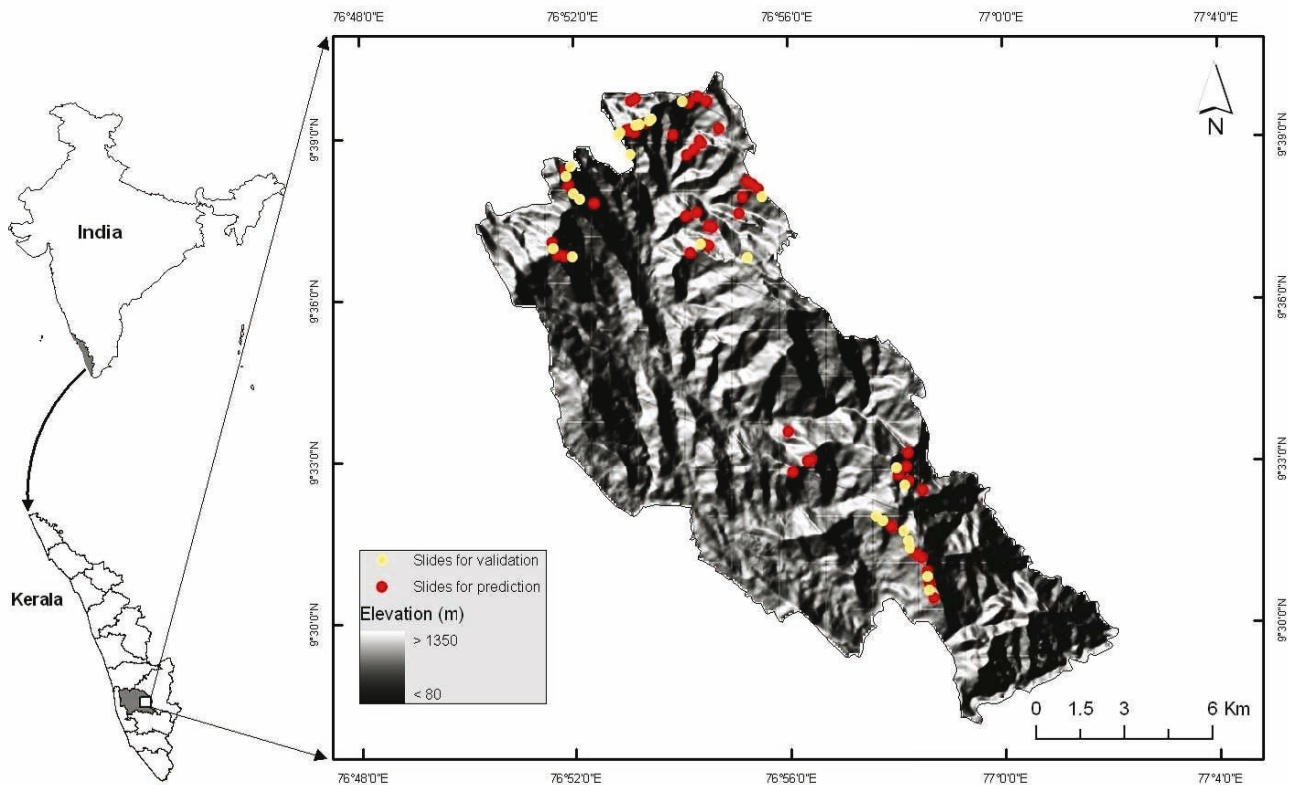 76°48'0"E 76°52'0"E 76°56'0"E 77°0'0"E 77°4'0"E
N
9°39'0"N
9°39'0"N
India
9°36'0"N
9°36'0"N
9°33'0"N
9°33'0"N
Slides for validation
Slides for prediction
Elevation (m)
> 1350
< 80
Kerala
9°30'0"N
9°30'0"N
0 1.5 3 6 Km
76°48'0"E 76°52'0"E 76°56'0"E 77°0'0"E 77°4'0"E